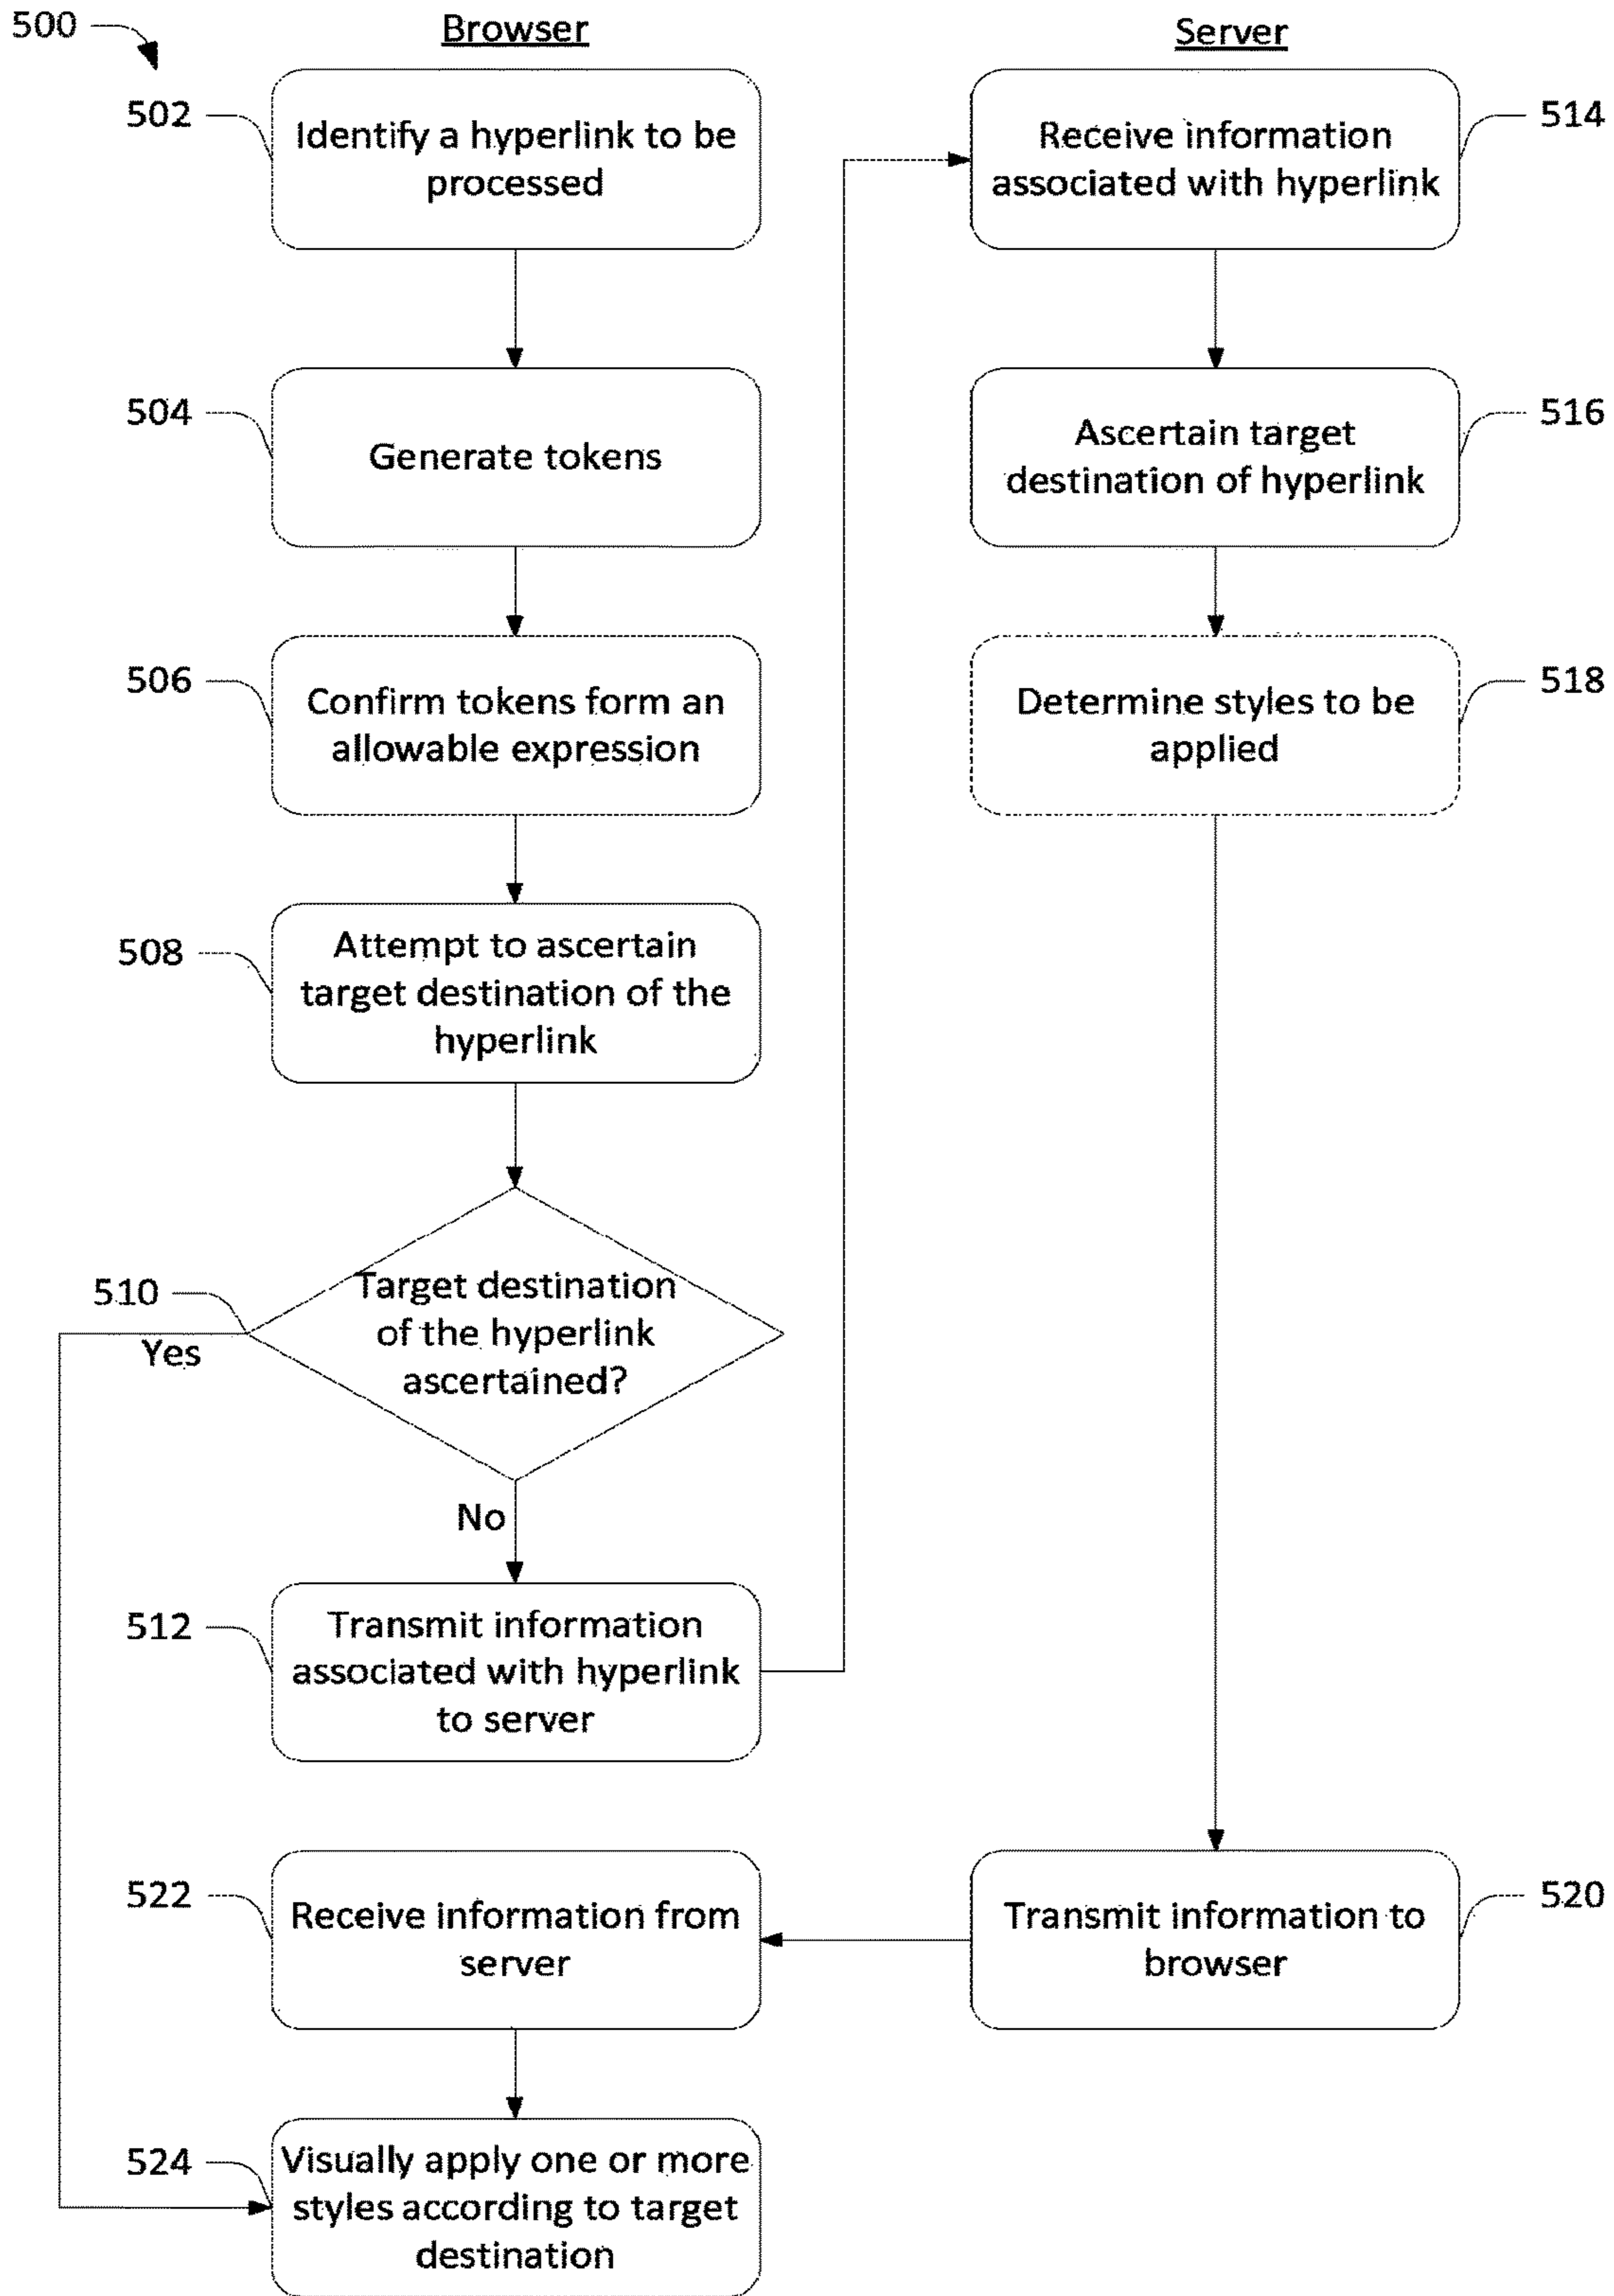 500
Browser
Server
502
Identify a hyperlink to be
processed
514
Receive information
associated with hyperlink
504
Generate tokens
516
Ascertain target
destination of hyperlink
506
Confirm tokens form an
allowable expression
518
Determine styles to be
applied
508
Attempt to ascertain
target destination of the
hyperlink
510
Target destination
of the hyperlink
ascertained?
Yes
No
512
Transmit information
associated with hyperlink
to server
522
Receive information from
server
520
Transmit information to
browser
524
Visually apply one or more
styles according to target
destination